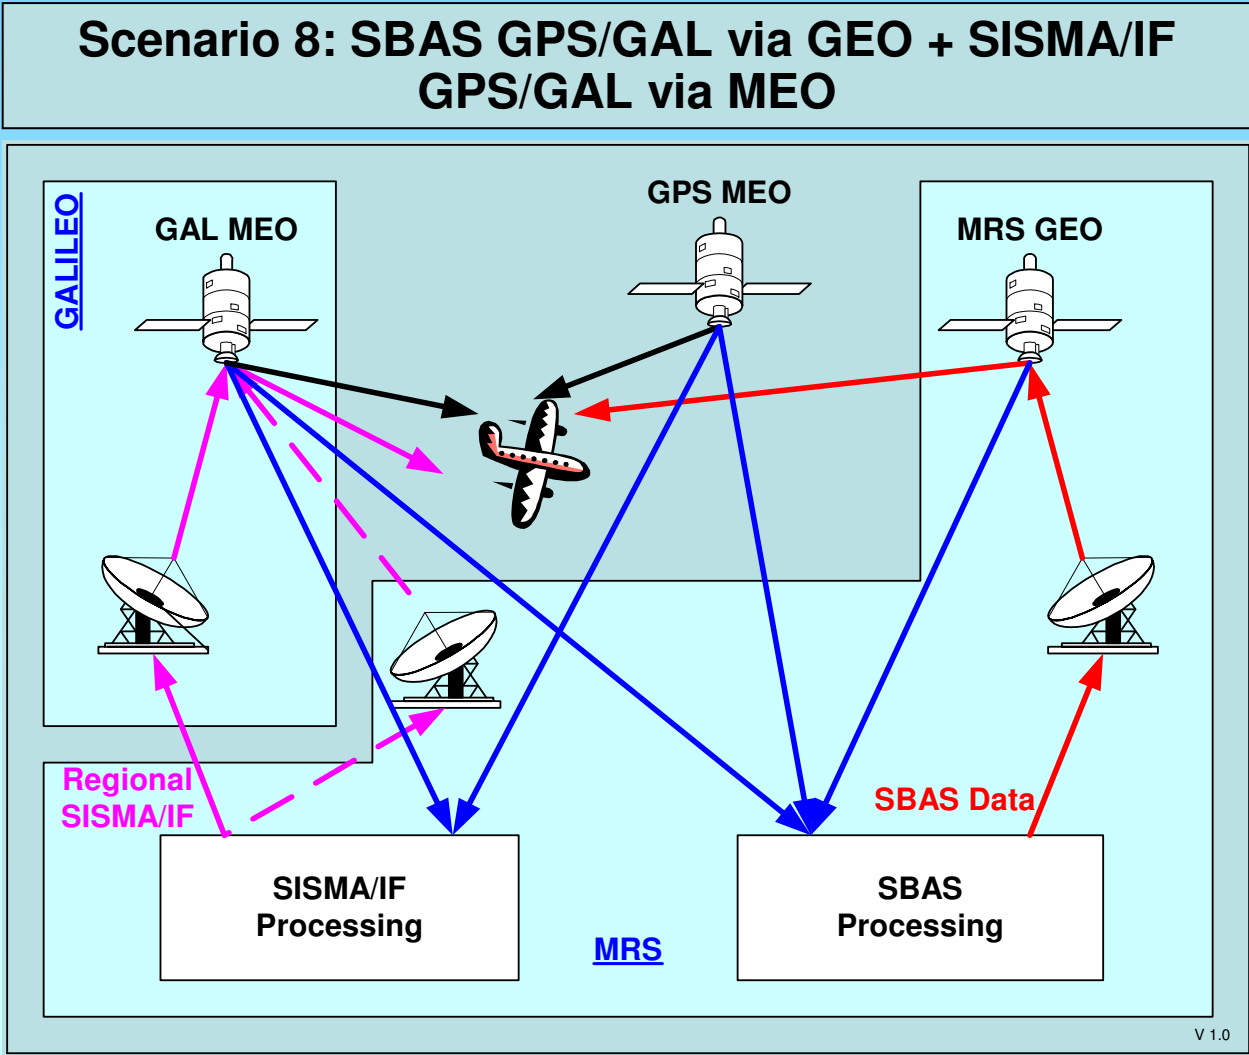 Scenario 8: SBAS GPS/GAL via GEO + SISMA/IF
GPS/GAL via MEO
GALILEO
GAL MEO
GPS MEO
MRS GEO
Regional
SISMA/IF
SBAS Data
SISMA/IF
Processing
SBAS
Processing
MRS
V 1.0